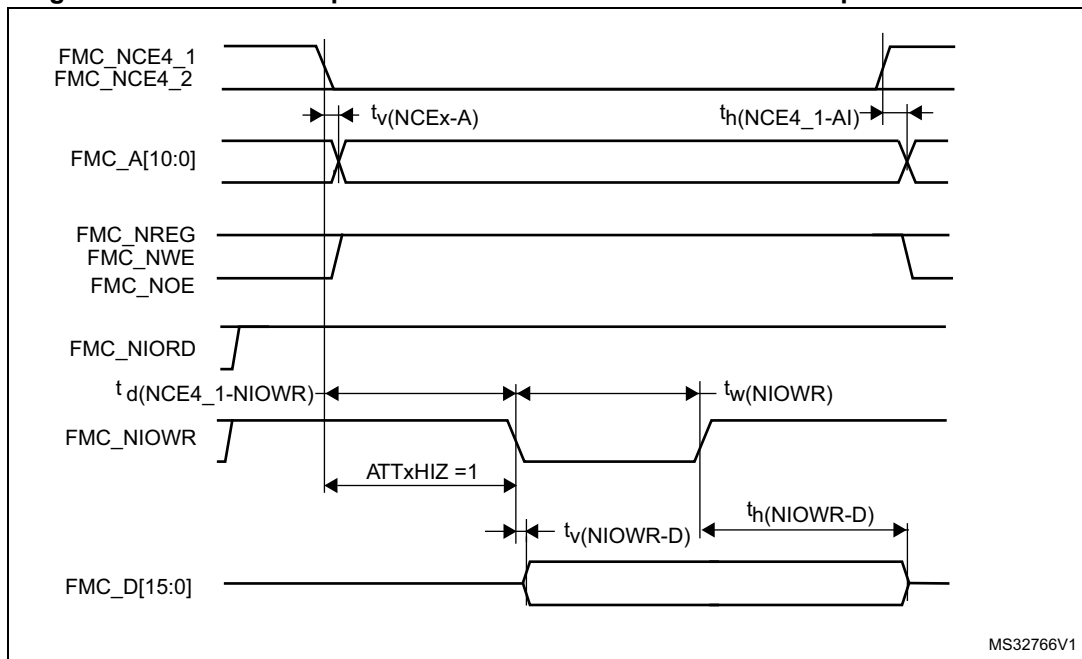 FMC_NCE4_1
FMC_NCE4_2
tv(NCEx-A)
th(NCE4_1-AI)
FMC_A[10:0]
FMC_NREG
FMC_NWE
FMC_NOE
FMC_NIORD
td(NCE4_1-NIOWR)
tw(NIOWR)
FMC_NIOWR
ATTxHIZ =1
th(NIOWR-D)
tv(NIOWR-D)
FMC_D[15:0]
MS32766V1